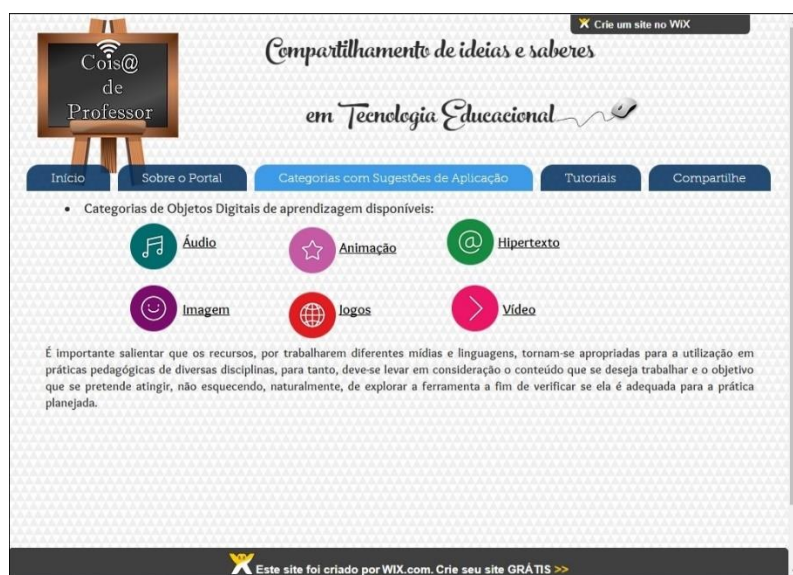 Crie um site no WiX
Cois@
de
Professor
Compartilhamento de ideias e saberes
em Tecnologia Educacional
Início
Sobre o Portal
Categorias com Sugestões de Aplicação
Tutoriais
Compartilhe
• Categorias de Objetos Digitais de aprendizagem disponíveis:
Áudio
Animação
@
Hipertexto
Imagem
Jogos
Vídeo
É importante salientar que os recursos, por trabalharem diferentes mídias e linguagens, tornam-se apropriadas para a utilização em
práticas pedagógicas de diversas disciplinas, para tanto, deve-se levar em consideração o conteúdo que se deseja trabalhar e o objetivo
que se pretende atingir, não esquecendo, naturalmente, de explorar a ferramenta a fim de verificar se ela é adequada para a prática
planejada.
Este site foi criado por WIX.com. Crie seu site GRÁTIS >>